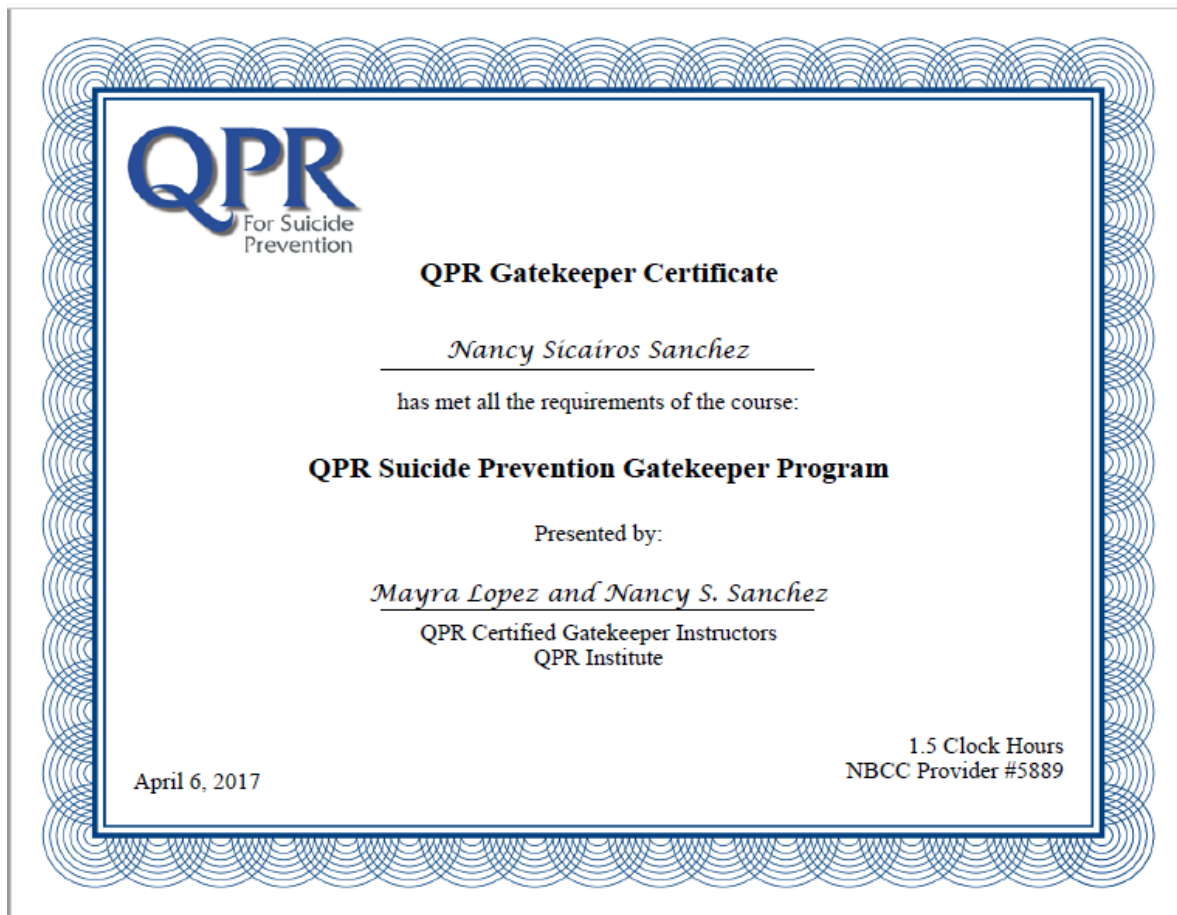 QPR
For Suicide
Prevention
QPR Gatekeeper Certificate
Nancy Sicairos Sanchez
has met all the requirements of the course:
QPR Suicide Prevention Gatekeeper Program
Presented by:
Mayra Lopez and Nancy S. Sanchez
QPR Certified Gatekeeper Instructors
QPR Institute
1.5 Clock Hours
NBCC Provider #5889
April 6, 2017